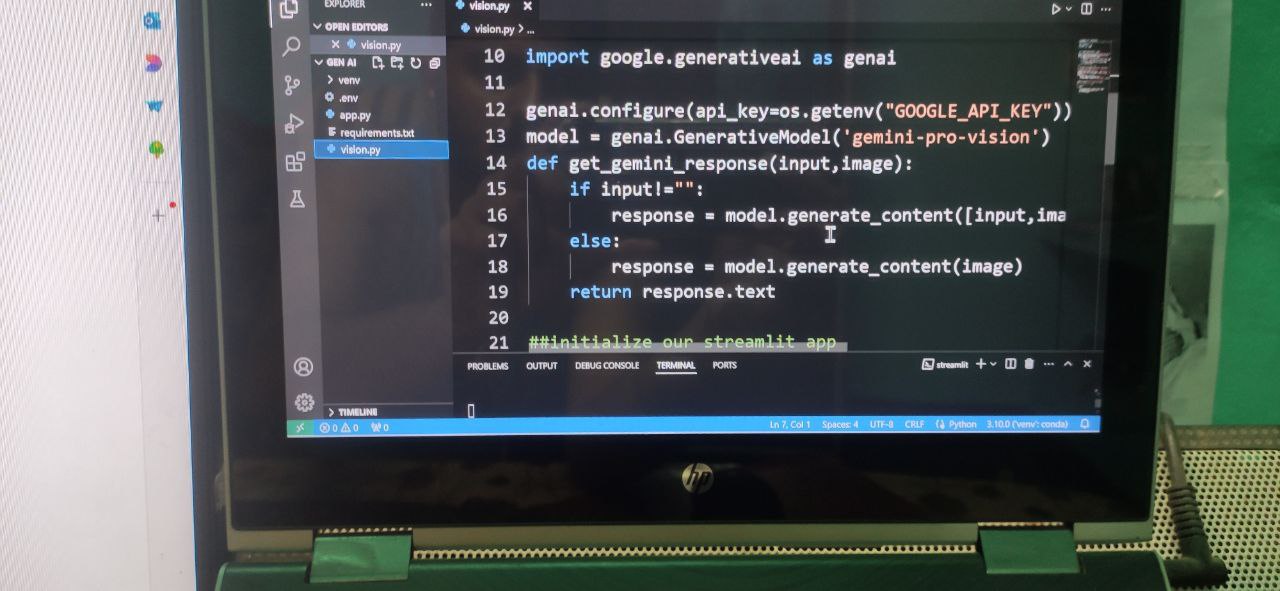 EXPLORER
...
OPEN EDITORS
vision.py
GEN AI
venv
.env
app.py
requirements.txt
vision.py
TIMELINE
vision.py
vision.py > ...
10 import google.generativeai as genai
11
12 genai.configure(api_key=os.getenv("GOOGLE_API_KEY"))
13 model = genai.GenerativeModel('gemini-pro-vision')
14 def get_gemini_response(input,image):
15 if input!="":
16 response = model.generate_content([input,ima
17 else:
18 response = model.generate_content(image)
19 return response.text
20
21 ##initialize our streamlit app
PROBLEMS OUTPUT DEBUG CONSOLE TERMINAL PORTS streamlit
0 0 0 Ln 7, Col 1 Spaces: 4 UTF-8 CRLF Python 3.10.0 ('venv': conda)
hp